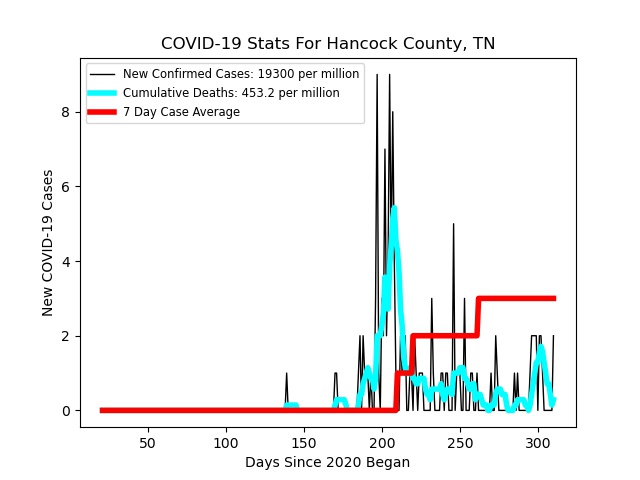 COVID-19 Stats For Hancock County, TN
New Confirmed Cases: 19300 per million
Cumulative Deaths: 453.2 per million
7 Day Case Average
New COVID-19 Cases
8
6
4
2
0
50 100 150 200 250 300
Days Since 2020 Began